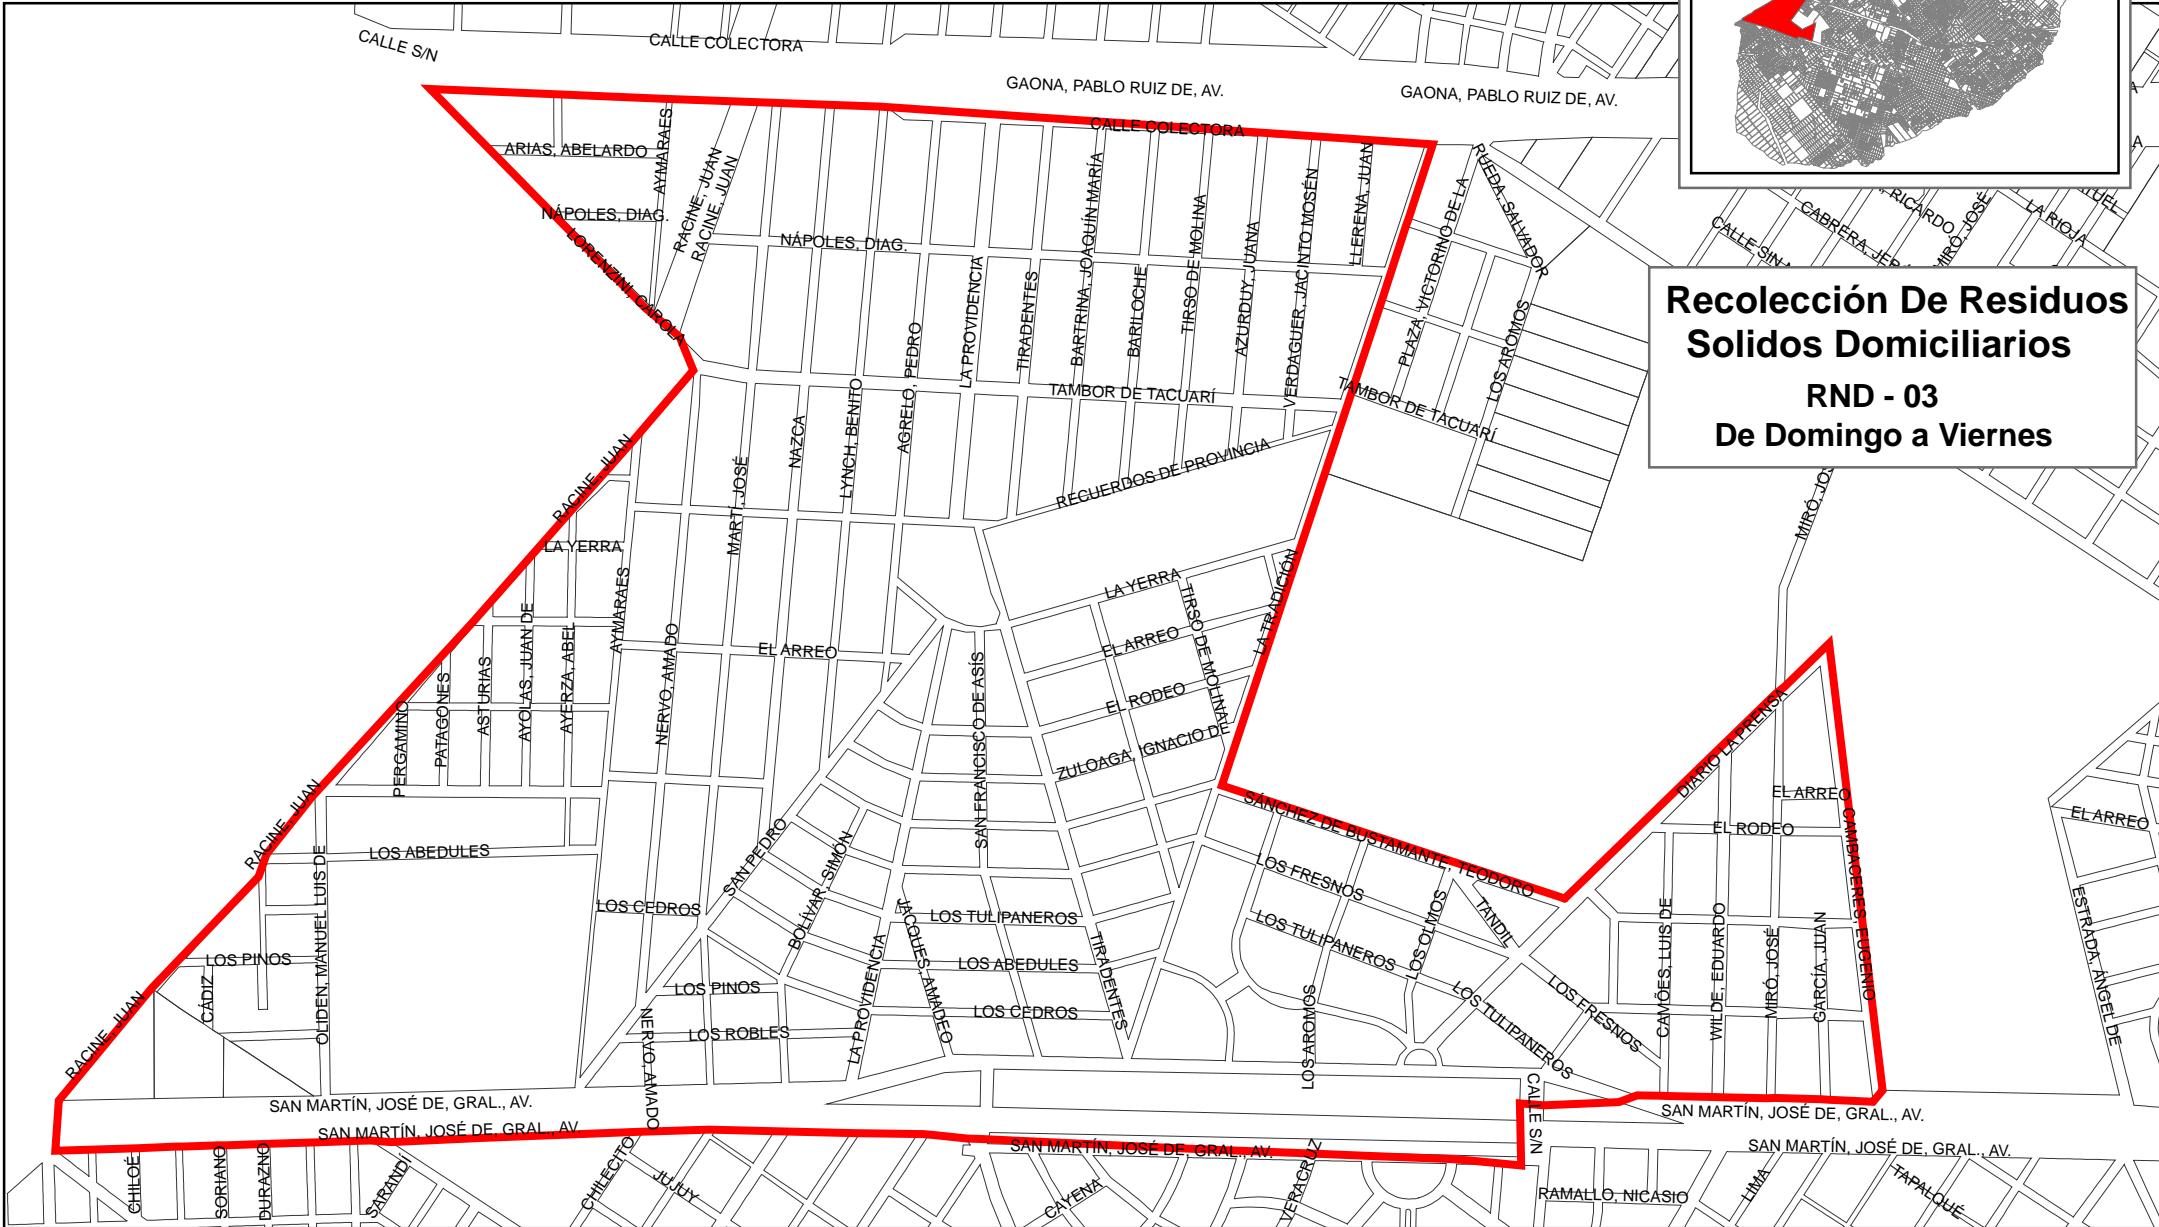 CALLE S/N
CALLE COLECTORA
GAONA, PABLO RUIZ DE, AV.
GAONA, PABLO RUIZ DE, AV.
CALLE COLECTORA
ARIAS, ABELARDO
AYMARAES
RACINE, JUAN
RACINE, JUAN
NÁPOLES, DIAG.
LORENZINI, CAROLA
NÁPOLES, DIAG.
LA PROVIDENCIA
TIRADENTES
BARTRINA, JOAQUÍN MARÍA
BARILOCHE
TIRSO DE MOLINA
AZURDUY, JUANA
VERDAGUER, JACINTO MOSÉN
LLERENA, JUAN
PLAZA, VICTORINO DE LA
RUEDA, SALVADOR
LOS AROMOS
TAMBOR DE TACUARÍ
TAMBOR DE TACUARÍ
CABRERA, JER
RICARDO
MIRÓ, JOSÉ
LA RIOJA
Recolección De Residuos
Solidos Domiciliarios
RND - 03
De Domingo a Viernes
MIRÓ, JOS
RACINE, JUAN
MARTÍ, JOSÉ
NAZCA
LYNCH, BENITO
AGRELO, PEDRO
RECUERDOS DE PROVINCIA
LA YERRA
AYMARAES
NERVO, AMADO
EL ARREO
LA YERRA
TIRSO DE MOLINA
LA TRADICIÓN
EL ARREO
EL RODEO
ZULOAGA, IGNACIO DE
SAN FRANCISCO DE ASÍS
PERGAMINO
PATAGONES
ASTURIAS
AYOLAS, JUAN DE
AYERZA, ABEL
RACINE, JUAN
LOS ABEDULES
OLIDEN, MANUEL LUIS DE
LOS PINOS
CÁDIZ
RACINE, JUAN
LOS CEDROS
SAN PEDRO
BOLÍVAR, SIMÓN
LOS PINOS
LOS ROBLES
NERVO, AMADO
LA PROVIDENCIA
JACQUES, AMADEO
LOS TULIPANEROS
LOS ABEDULES
LOS CEDROS
TIRADENTES
SÁNCHEZ DE BUSTAMANTE, TEODORO
LOS FRESNOS
LOS TULIPANEROS
LOS OLMOS
TANDIL
LOS AROMOS
LOS TULIPANEROS
LOS FRESNOS
DIARIO LA PRENSA
EL ARREO
EL RODEO
CAMBACERES, EUGENIO
CAMÕES, LUIS DE
WILDE, EDUARDO
MIRÓ, JOSÉ
GARCÍA, JUAN
EL ARREO
ESTRADA, ÁNGEL DE
SAN MARTÍN, JOSÉ DE, GRAL., AV.
SAN MARTÍN, JOSÉ DE, GRAL., AV.
SAN MARTÍN, JOSÉ DE, GRAL., AV.
CALLE S/N
SAN MARTÍN, JOSÉ DE, GRAL., AV.
SAN MARTÍN, JOSÉ DE, GRAL., AV.
CHILOÉ
SORIANO
DURAZNO
SARANDÍ
CHILECITO
JUJUY
CAYENA
VERACRUZ
RAMALLO, NICASIO
LIMA
TAPALQUÉ